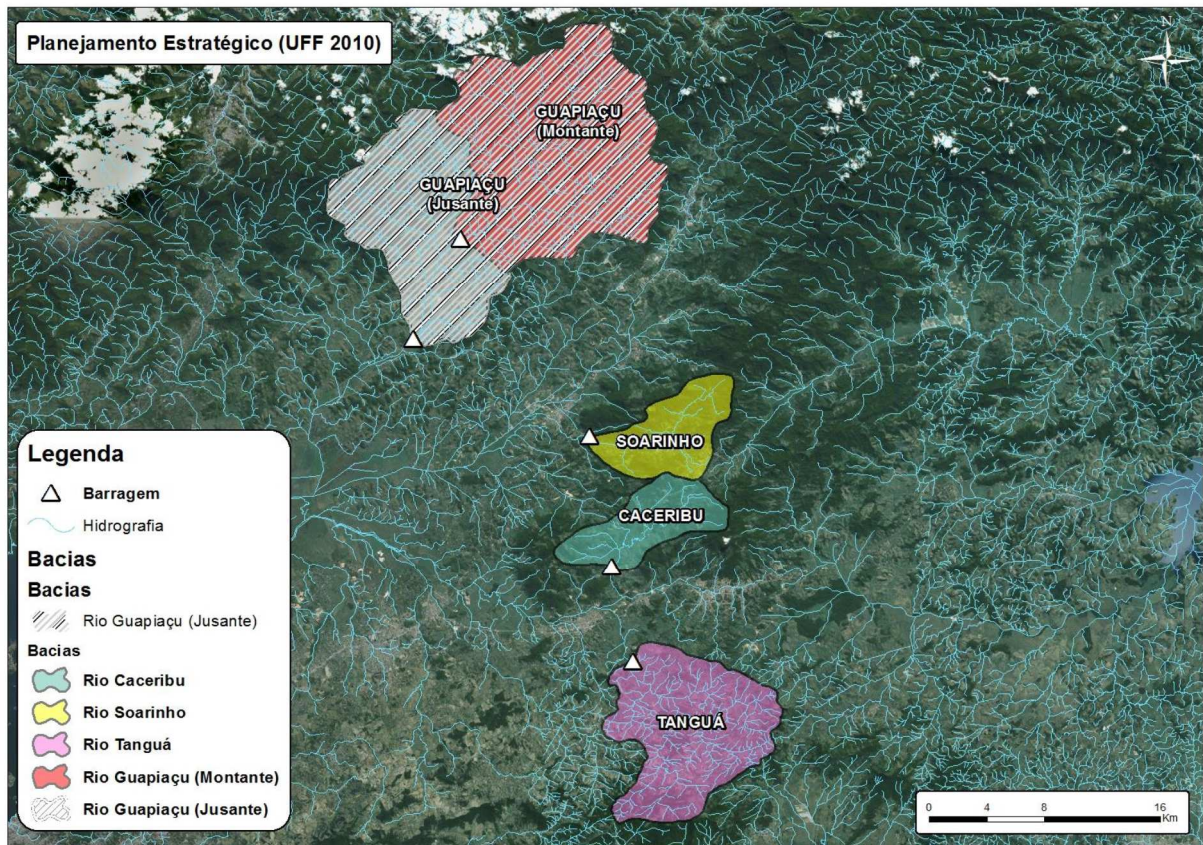 Planejamento Estratégico (UFF 2010)
N
GUAPIAÇU
(Montante)
GUAPIAÇU
(Jusante)
SOARINHO
CACERIBU
TANGUÁ
Legenda
Barragem
Hidrografia
Bacias
Bacias
Rio Guapiaçu (Jusante)
Bacias
Rio Caceribu
Rio Soarinho
Rio Tanguá
Rio Guapiaçu (Montante)
Rio Guapiaçu (Jusante)
0 4 8 16
Km